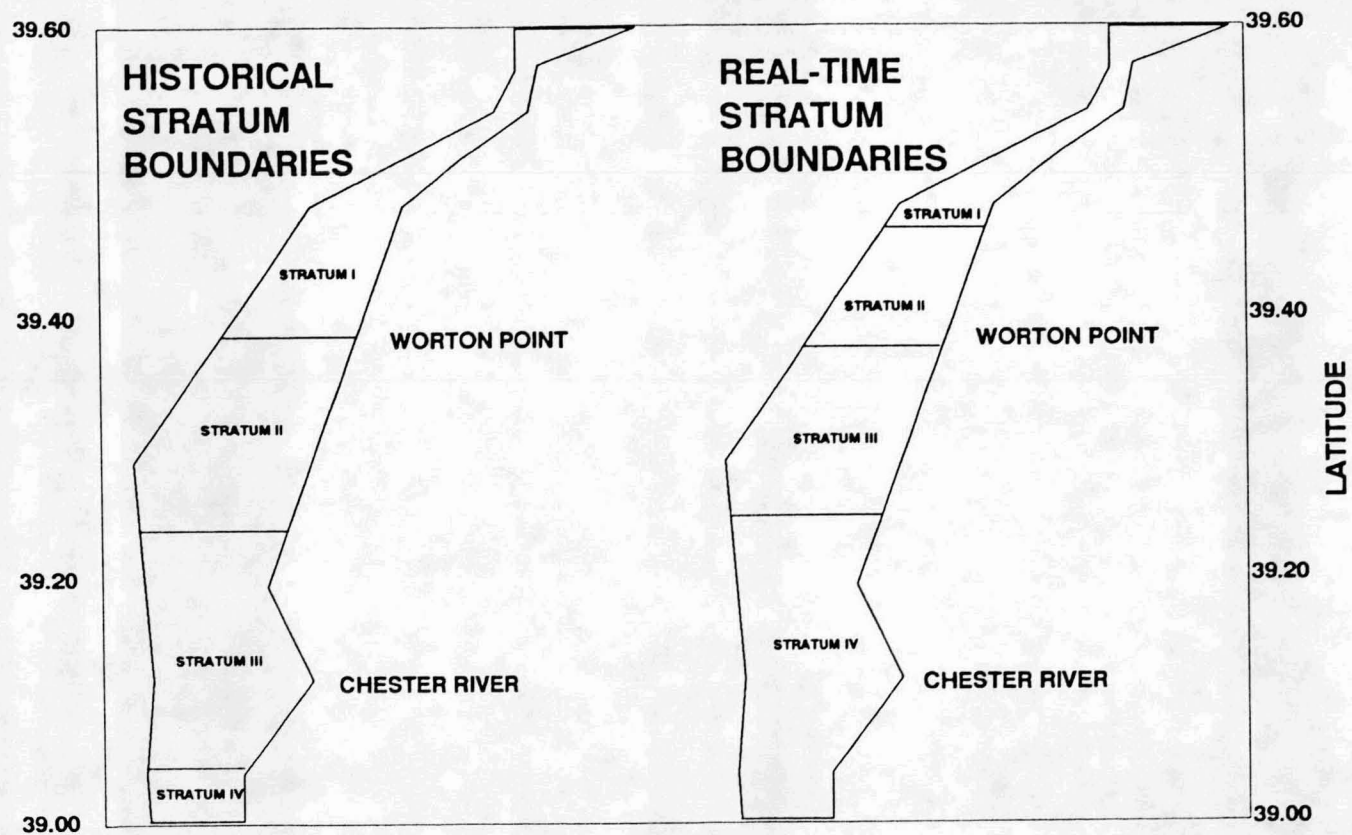 39.60
39.40
39.20
39.00
HISTORICAL
STRATUM
BOUNDARIES
STRATUM I
WORTON POINT
STRATUM II
STRATUM III
CHESTER RIVER
STRATUM IV
REAL-TIME
STRATUM
BOUNDARIES
STRATUM I
STRATUM II
WORTON POINT
STRATUM III
STRATUM IV
CHESTER RIVER
39.60
39.40
39.20
39.00
LATITUDE